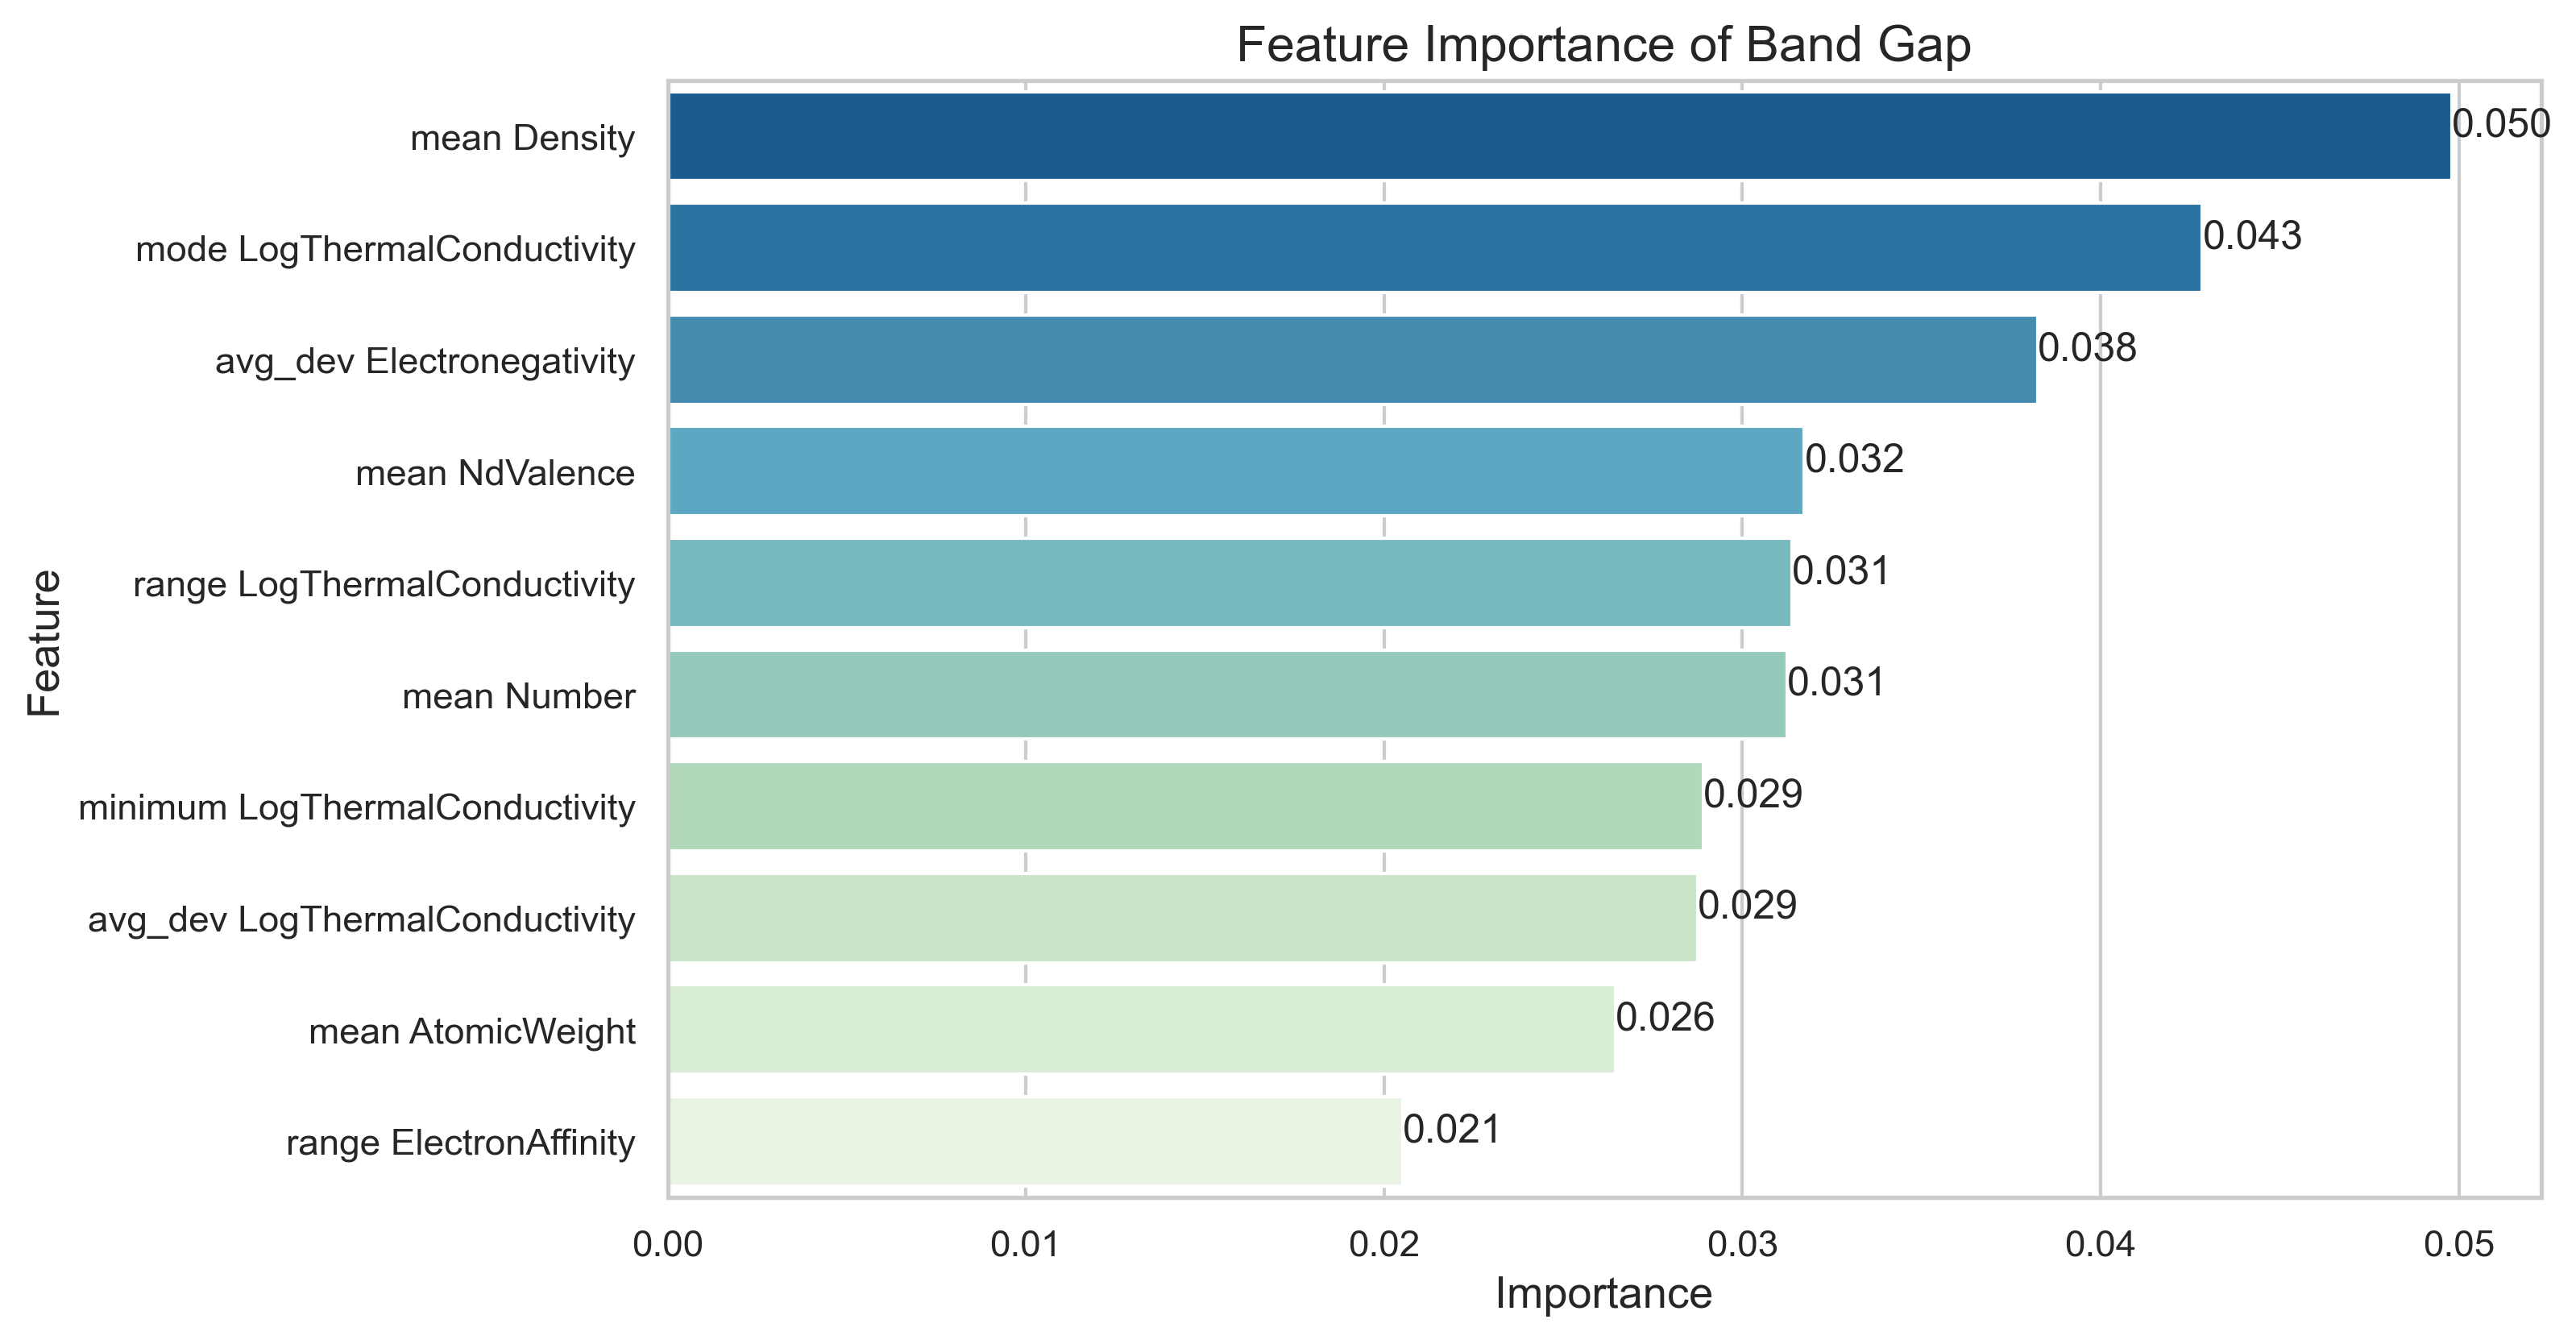 Feature Importance of Band Gap
mean Density 0.050
mode LogThermalConductivity 0.043
avg_dev Electronegativity 0.038
mean NdValence 0.032
range LogThermalConductivity 0.031
mean Number 0.031
minimum LogThermalConductivity 0.029
avg_dev LogThermalConductivity 0.029
mean AtomicWeight 0.026
range ElectronAffinity 0.021
Feature
0.00 0.01 0.02 0.03 0.04 0.05
Importance